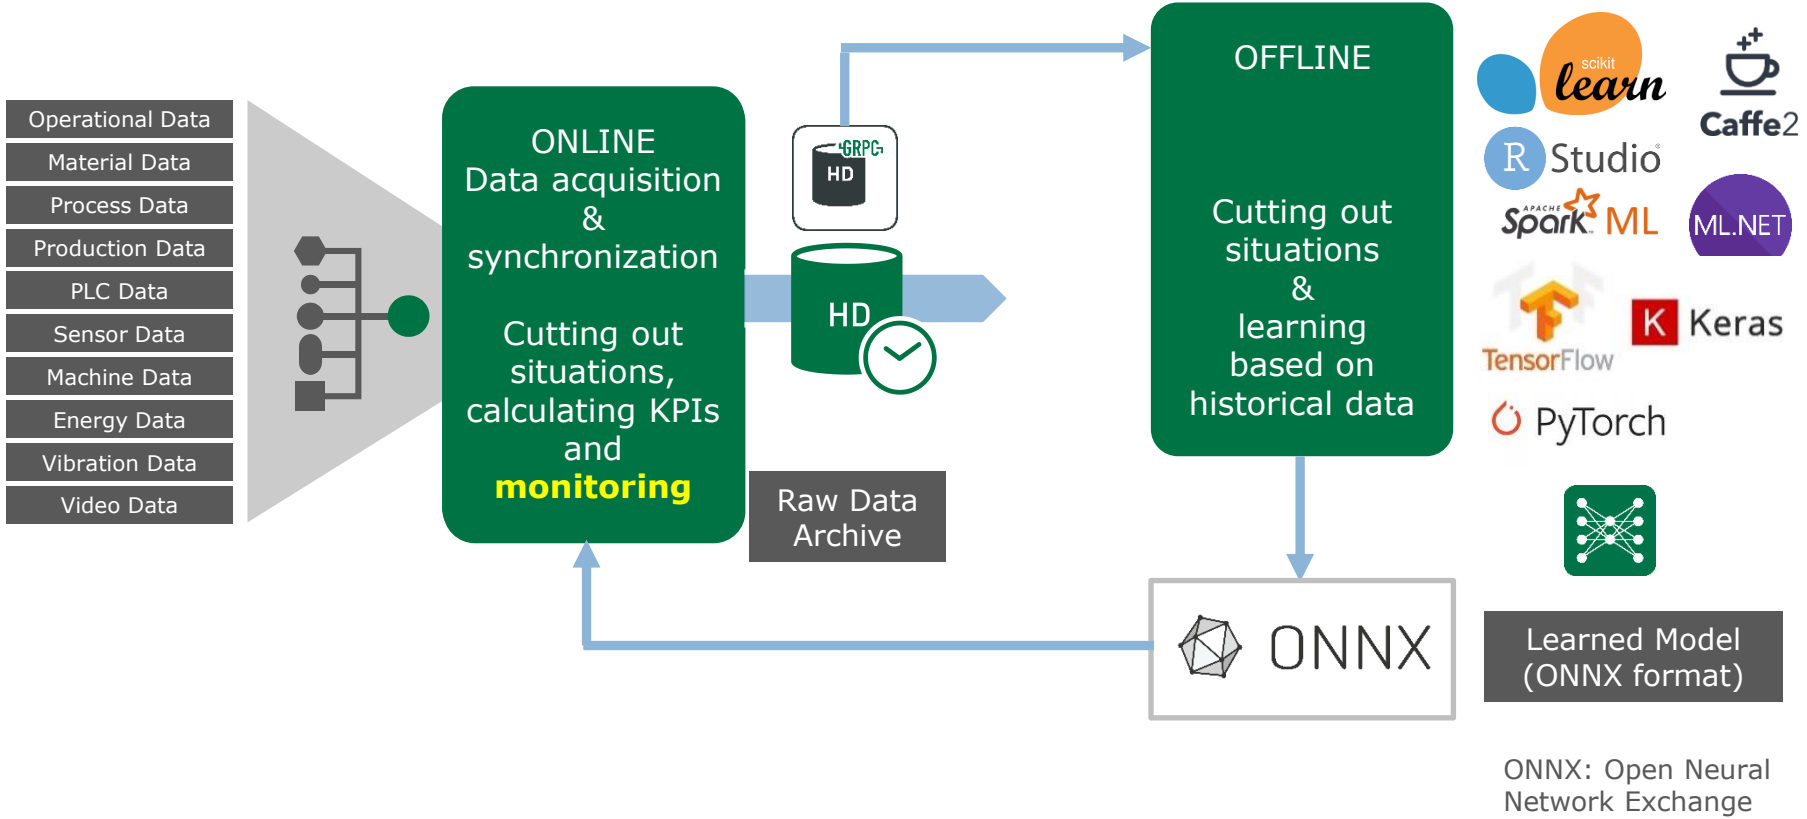 Operational Data
Material Data
Process Data
Production Data
PLC Data
Sensor Data
Machine Data
Energy Data
Vibration Data
Video Data
ONLINE
Data acquisition
&
synchronization
Cutting out
situations,
calculating KPIs
and
monitoring
GRPC
HD
HD
Raw Data
Archive
OFFLINE
Cutting out
situations
&
learning
based on
historical data
scikit
learn
Caffe2
R Studio®
APACHE
Spark™ ML
ML.NET
TensorFlow
K Keras
PyTorch
ONNX
Learned Model
(ONNX format)
ONNX: Open Neural
Network Exchange